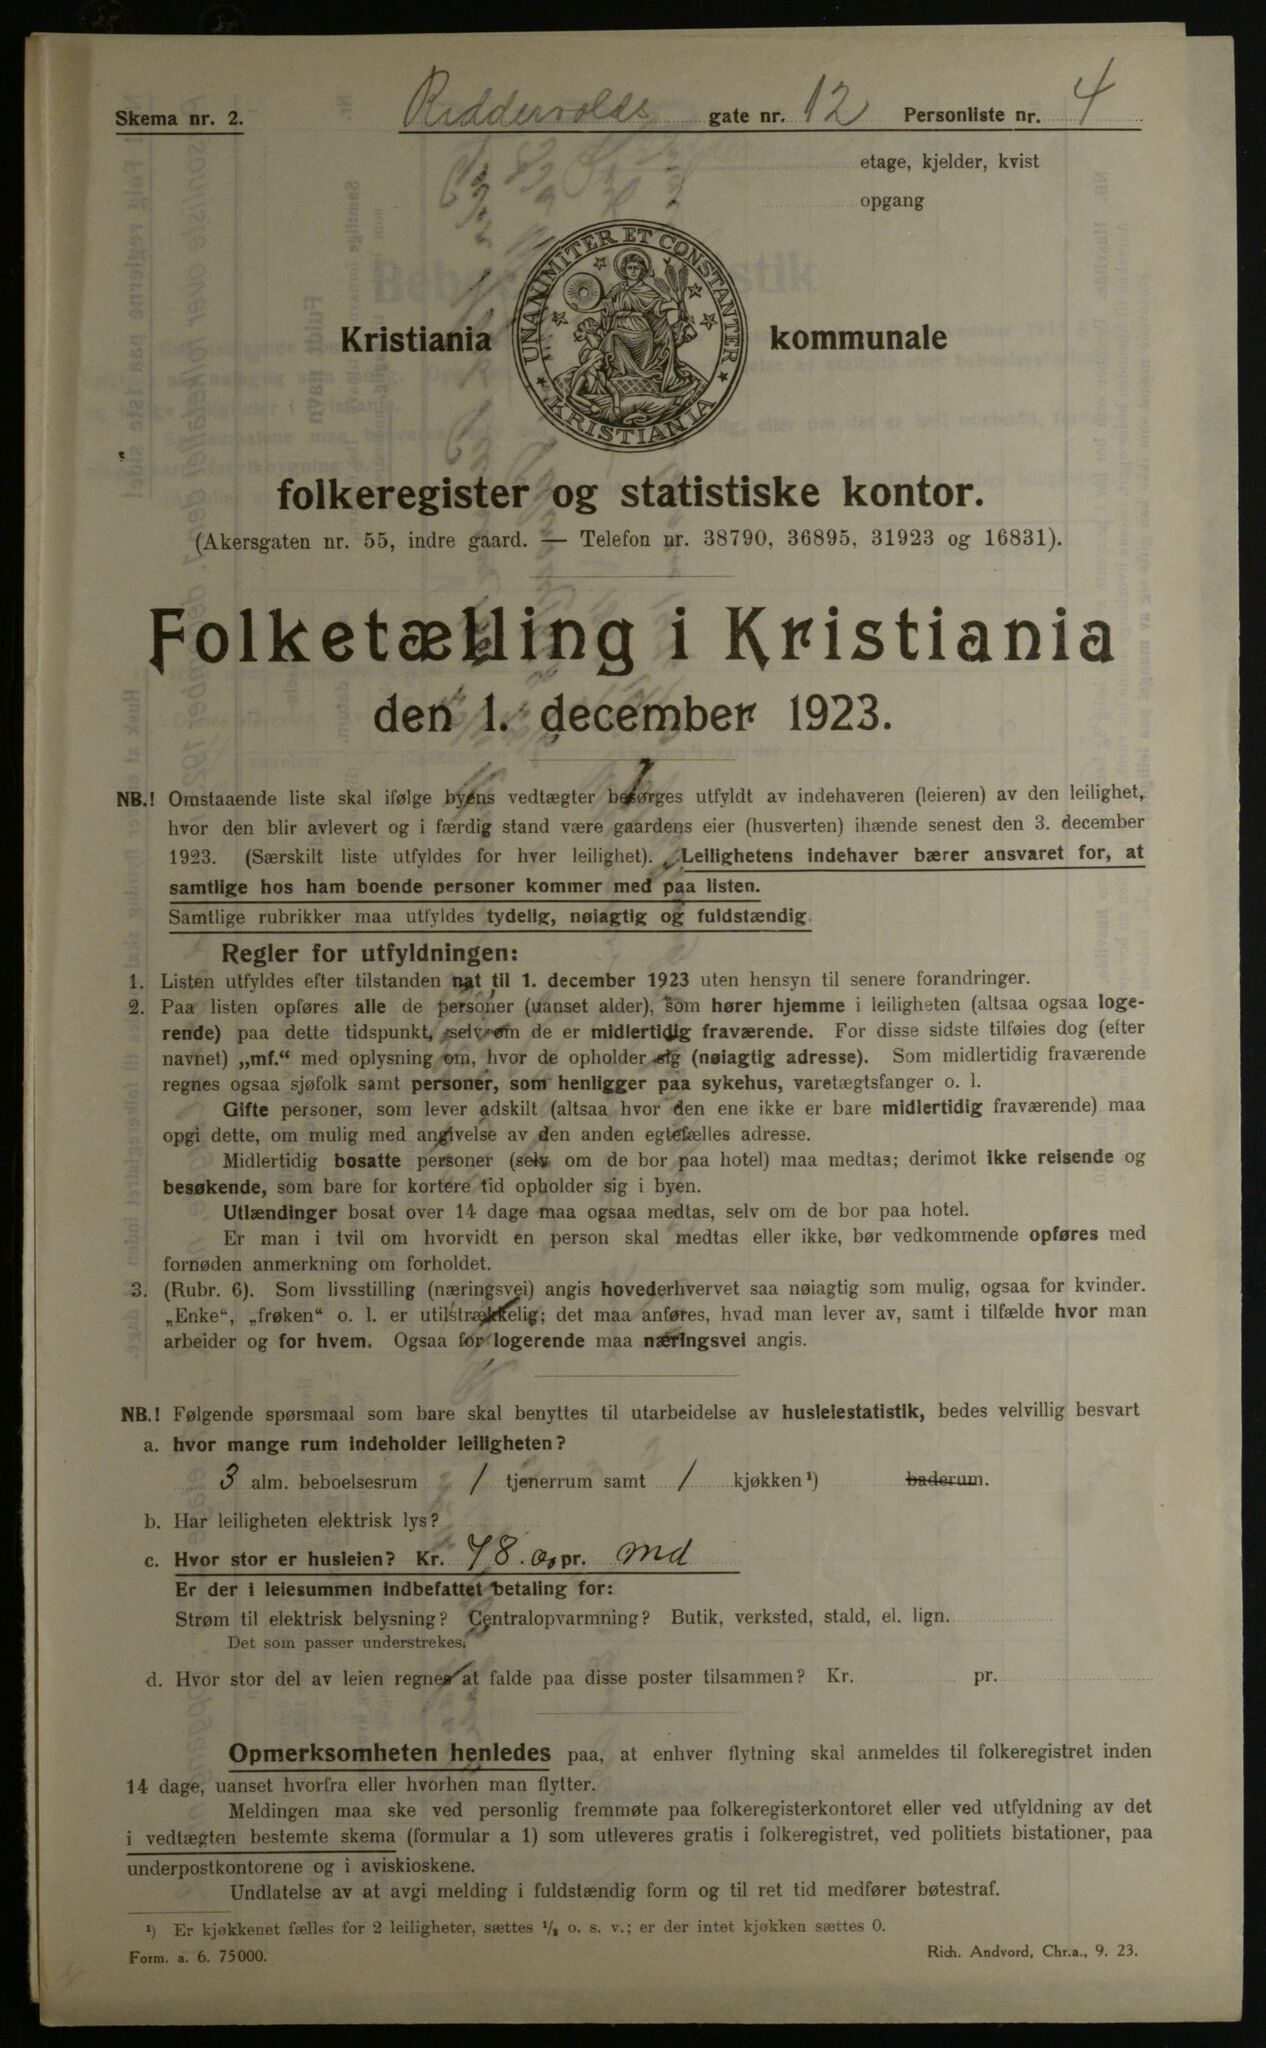 Skema nr. 2.
Riddervolds gate nr. 12 Personliste nr. 4
etage, kjelder, kvist
opgang
UNANIMITER ET CONSTANTER
KRISTIANIA
Kristiania kommunale
folkeregister og statistiske kontor.
(Akersgaten nr. 55, indre gaard. — Telefon nr. 38790, 36895, 31923 og 16831).
Folketælling i Kristiania
den 1. december 1923.
NB.! Omstaaende liste skal ifølge byens vedtægter besørges utfyldt av indehaveren (leieren) av den leilighet,
hvor den blir avlevert og i færdig stand være gaardens eier (husverten) ihænde senest den 3. december
1923. (Særskilt liste utfyldes for hver leilighet). Leilighetens indehaver bærer ansvaret for, at
samtlige hos ham boende personer kommer med paa listen.
Samtlige rubrikker maa utfyldes tydelig, nøiagtig og fuldstændig.
Regler for utfyldningen:
1. Listen utfyldes efter tilstanden nat til 1. december 1923 uten hensyn til senere forandringer.
2. Paa listen opføres alle de personer (uanset alder), som hører hjemme i leiligheten (altsaa ogsaa loge-
rende) paa dette tidspunkt, selv om de er midlertidig fraværende. For disse sidste tilføies dog (efter
navnet) „mf.“ med oplysning om, hvor de opholder sig (nøiagtig adresse). Som midlertidig fraværende
regnes ogsaa sjøfolk samt personer, som henligger paa sykehus, varetægtsfanger o. l.
Gifte personer, som lever adskilt (altsaa hvor den ene ikke er bare midlertidig fraværende) maa
opgi dette, om mulig med angivelse av den anden egtefælles adresse.
Midlertidig bosatte personer (selv om de bor paa hotel) maa medtas; derimot ikke reisende og
besøkende, som bare for kortere tid opholder sig i byen.
Utlændinger bosat over 14 dage maa ogsaa medtas, selv om de bor paa hotel.
Er man i tvil om hvorvidt en person skal medtas eller ikke, bør vedkommende opføres med
fornøden anmerkning om forholdet.
3. (Rubr. 6). Som livsstilling (næringsvei) angis hovederhvervet saa nøiagtig som mulig, ogsaa for kvinder.
„Enke“, „frøken“ o. l. er utilstrækkelig; det maa anføres, hvad man lever av, samt i tilfælde hvor man
arbeider og for hvem. Ogsaa for logerende maa næringsvei angis.
NB.! Følgende spørsmaal som bare skal benyttes til utarbeidelse av husleiestatistik, bedes velvillig besvart
a. hvor mange rum indeholder leiligheten?
3 alm. beboelsesrum 1 tjenerrum samt 1 kjøkken¹) baderum.
b. Har leiligheten elektrisk lys?
c. Hvor stor er husleien? Kr. 78.00 pr. Md
Er der i leiesummen indbefattet betaling for:
Strøm til elektrisk belysning? Centralopvarmning? Butik, verksted, stald, el. lign.
Det som passer understrekes.
d. Hvor stor del av leien regnes at falde paa disse poster tilsammen? Kr. pr.
Opmerksomheten henledes paa, at enhver flytning skal anmeldes til folkeregistret inden
14 dage, uanset hvorfra eller hvorhen man flytter.
Meldingen maa ske ved personlig fremmøte paa folkeregisterkontoret eller ved utfyldning av det
i vedtægten bestemte skema (formular a 1) som utleveres gratis i folkeregistret, ved politiets bistationer, paa
underpostkontorene og i aviskioskene.
Undlatelse av at avgi melding i fuldstændig form og til ret tid medfører bøtestraf.
¹) Er kjøkkenet fælles for 2 leiligheter, sættes ½ o. s. v.; er der intet kjøkken sættes 0.
Form. a. 6. 75000. Rich. Andvord, Chr.a., 9. 23.